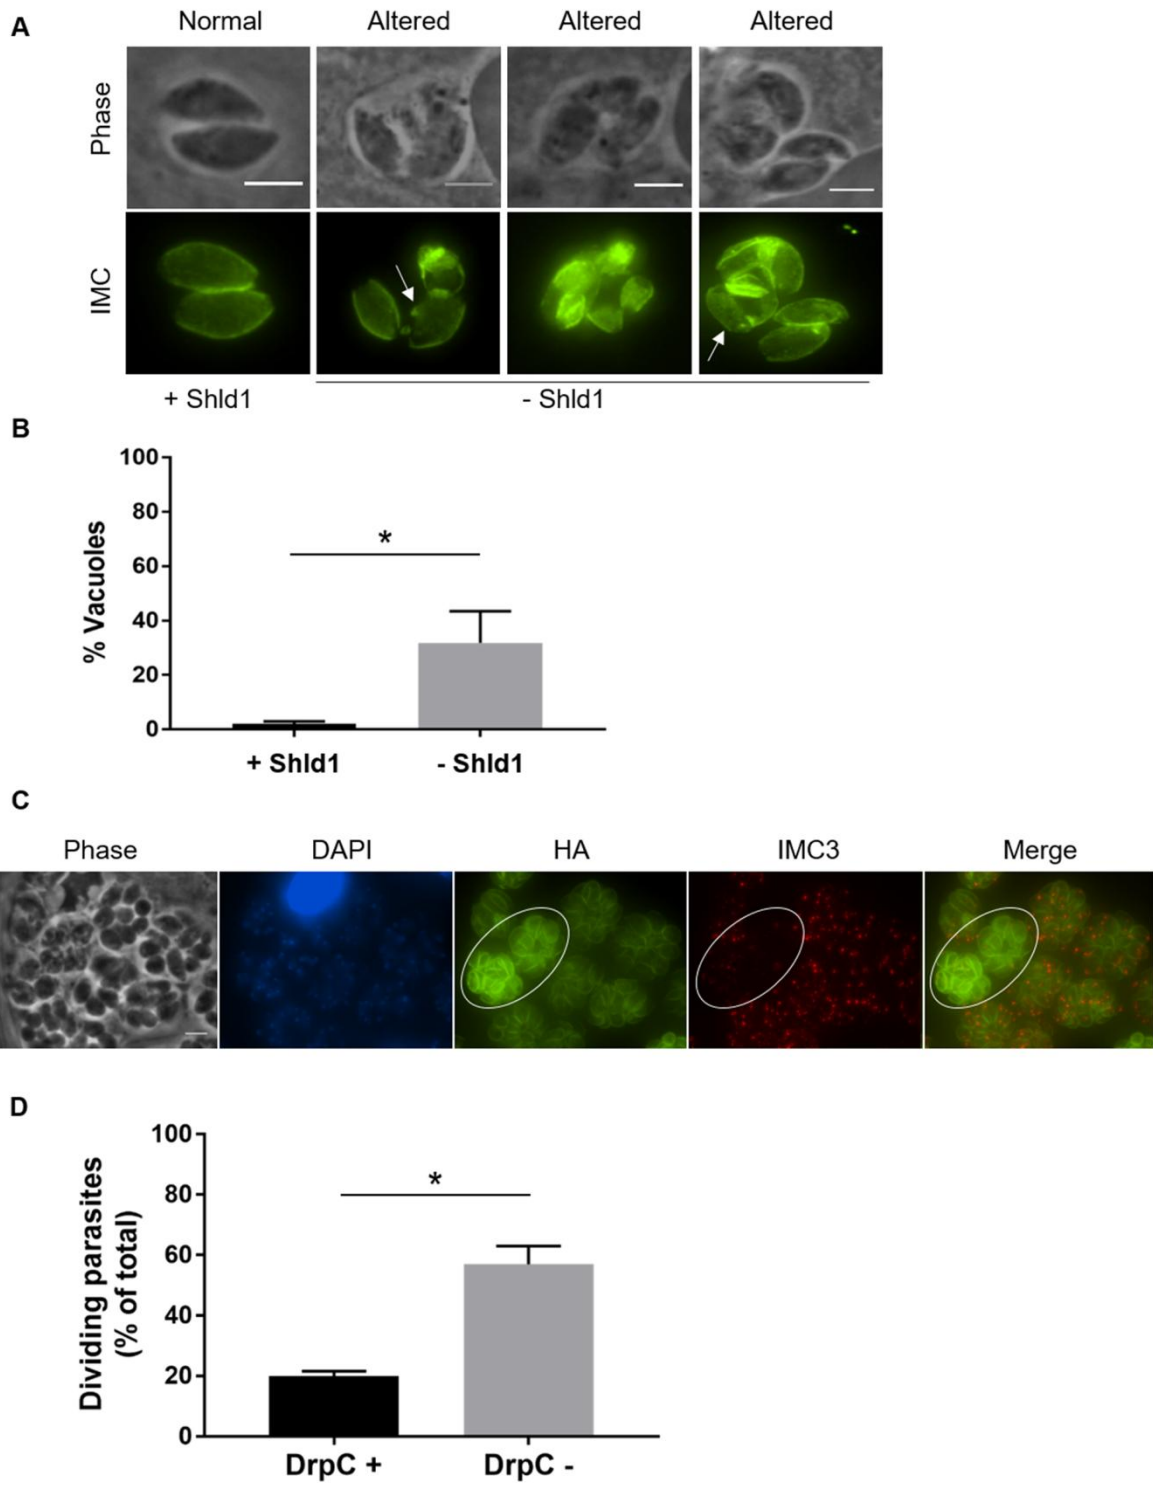 A
Normal Altered Altered Altered
Phase
IMC
+ Shld1 - Shld1
B
100
80
60
40
20
0
% Vacuoles
*
+ Shld1 - Shld1
C
Phase DAPI HA IMC3 Merge
D
100
80
60
40
20
0
Dividing parasites
(% of total)
*
DrpC + DrpC -